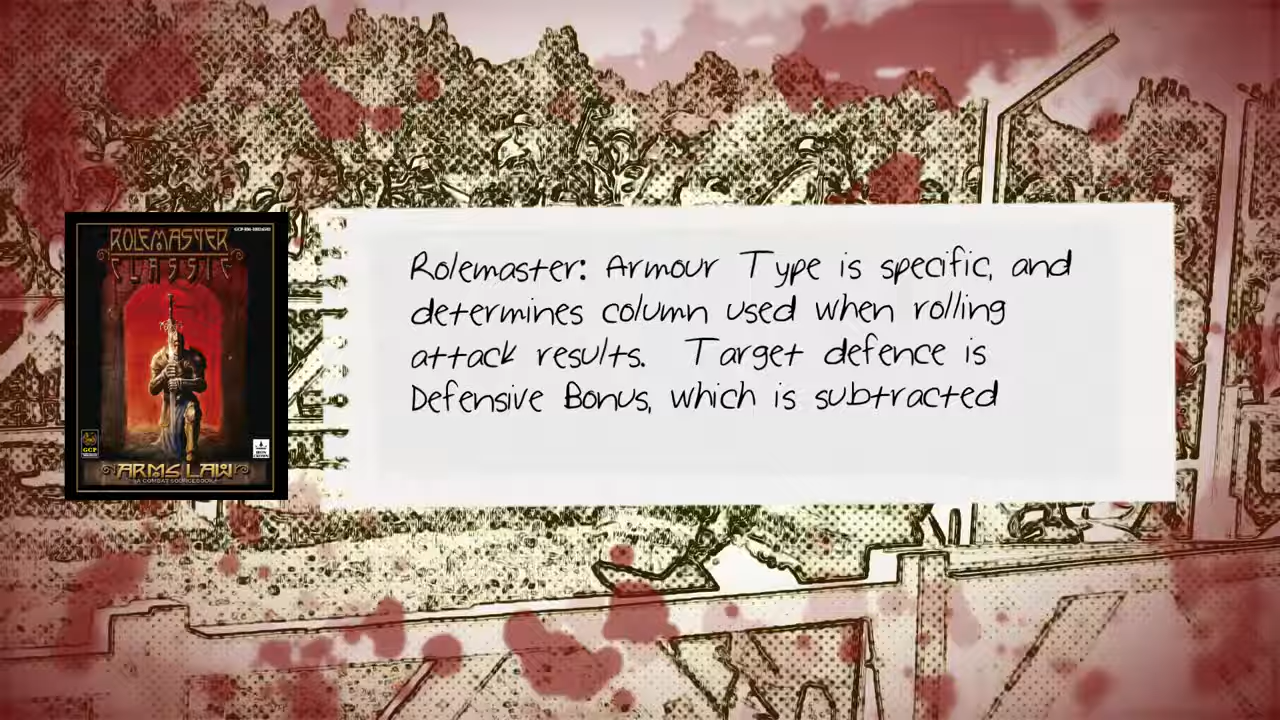 ROLEMASTER
CLASSIC
ARMS LAW
A COMBAT SOURCEBOOK
GCP
Rolemaster: Armour Type is specific, and
determines column used when rolling
attack results. Target defence is
Defensive Bonus, which is subtracted